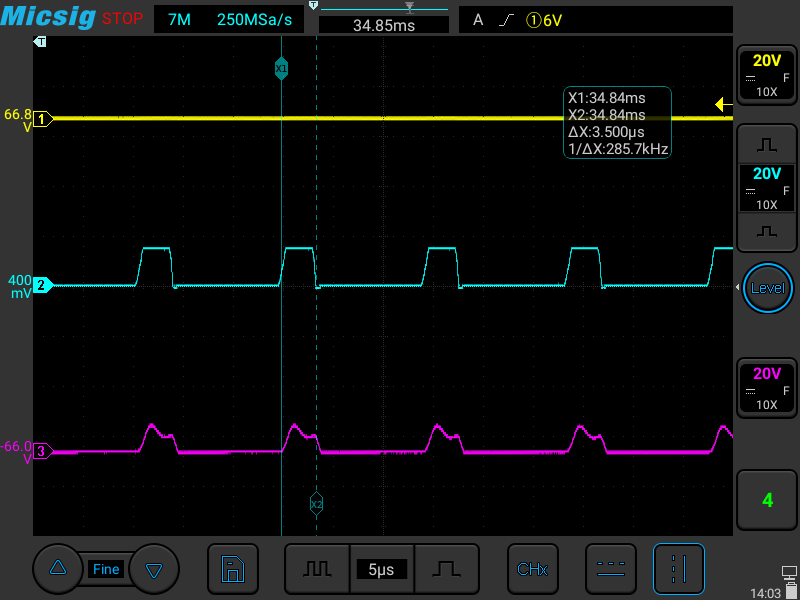 Micsig STOP 7M 250MSa/s T 34.85ms A ①6V
T
X1
20V
F
10X
66.8
V
1
X1:34.84ms
X2:34.84ms
ΔX:3.500µs
1/ΔX:285.7kHz
20V
F
10X
400
mV
2
Level
20V
F
10X
-66.0
V
3
X2
4
Fine
5µs
CHx
14:03